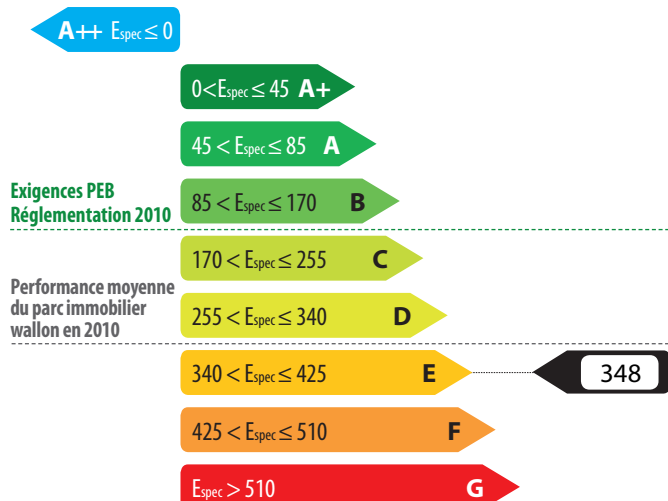 A++ Espec ≤ 0
0 < Espec ≤ 45 A+
45 < Espec ≤ 85 A
Exigences PEB
Réglementation 2010
85 < Espec ≤ 170 B
170 < Espec ≤ 255 C
Performance moyenne
du parc immobilier
wallon en 2010
255 < Espec ≤ 340 D
340 < Espec ≤ 425 E
348
425 < Espec ≤ 510 F
Espec > 510 G